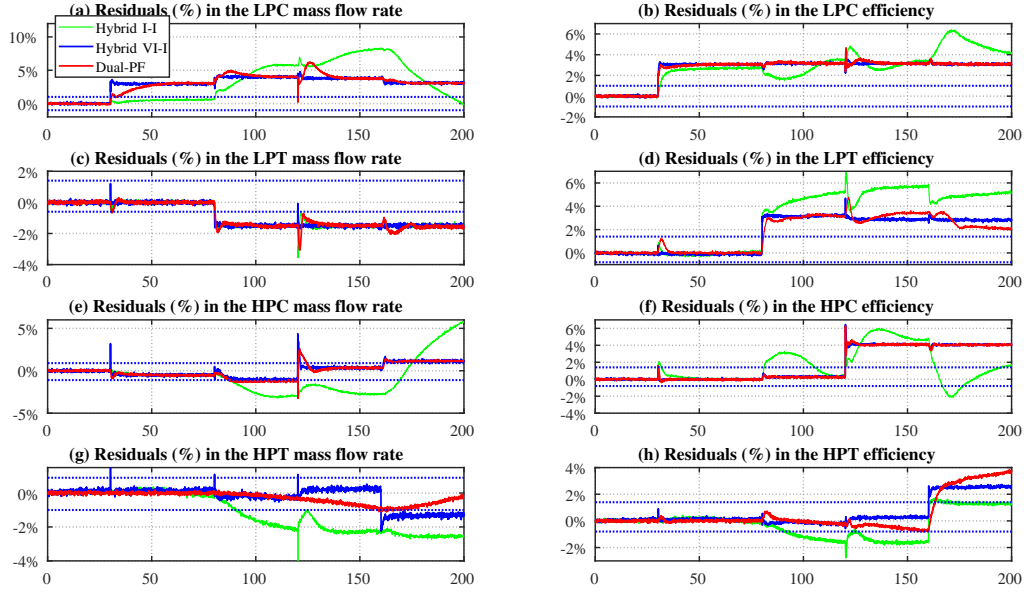 (a) Residuals (%) in the LPC mass flow rate
Hybrid I-I
Hybrid VI-I
Dual-PF
10%
5%
0%
0 50 100 150 200
(b) Residuals (%) in the LPC efficiency
6%
4%
2%
0%
-2%
0 50 100 150 200
(c) Residuals (%) in the LPT mass flow rate
2%
0%
-2%
-4%
0 50 100 150 200
(d) Residuals (%) in the LPT efficiency
6%
4%
2%
0%
0 50 100 150 200
(e) Residuals (%) in the HPC mass flow rate
5%
0%
-5%
0 50 100 150 200
(f) Residuals (%) in the HPC efficiency
6%
4%
2%
0%
-2%
-4%
0 50 100 150 200
(g) Residuals (%) in the HPT mass flow rate
0%
-2%
-4%
0 50 100 150 200
(h) Residuals (%) in the HPT efficiency
4%
2%
0%
-2%
0 50 100 150 200